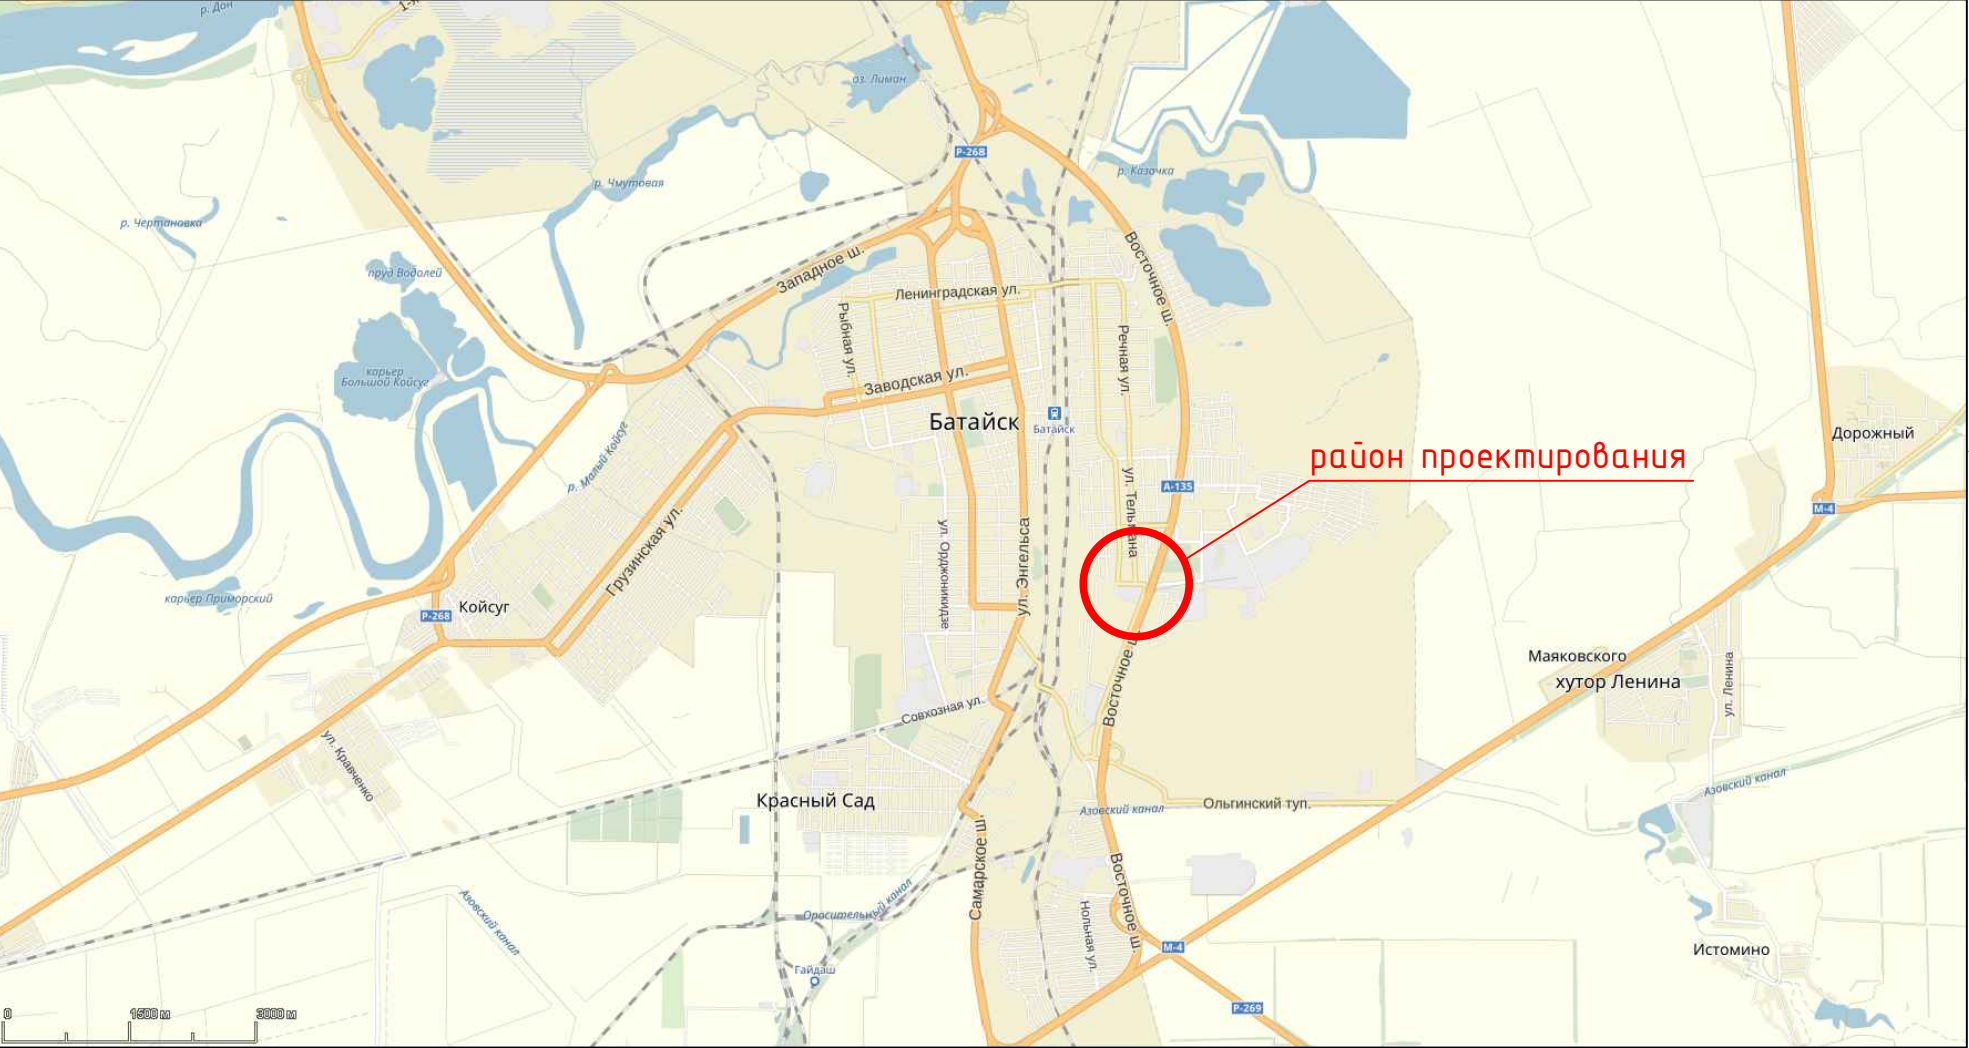 р. Дон
оз. Лиман
Р-268
р. Казачка
р. Чмутовая
р. Чертановка
пруд Водолей
Западное ш.
Восточное ш.
Ленинградская ул.
Рыбная ул.
Речная ул.
карьер
Большой Койсуг
Заводская ул.
Батайск
Батайск
Дорожный
район проектирования
р. Малый Койсуг
А-135
М-4
ул. Тельмана
Грузинская ул.
ул. Орджоникидзе
ул. Энгельса
карьер Приморский
Койсуг
Р-268
Восточное ш.
Маяковского
хутор Ленина
ул. Ленина
Совхозная ул.
ул. Кравченко
Красный Сад
Азовский канал
Ольгинский туп.
Азовский канал
Самарское ш.
Восточное ш.
Оросительный канал
Азовский канал
Нольная ул.
М-4
Истомино
Гайдаш
Р-269
0 1500 м 3000 м